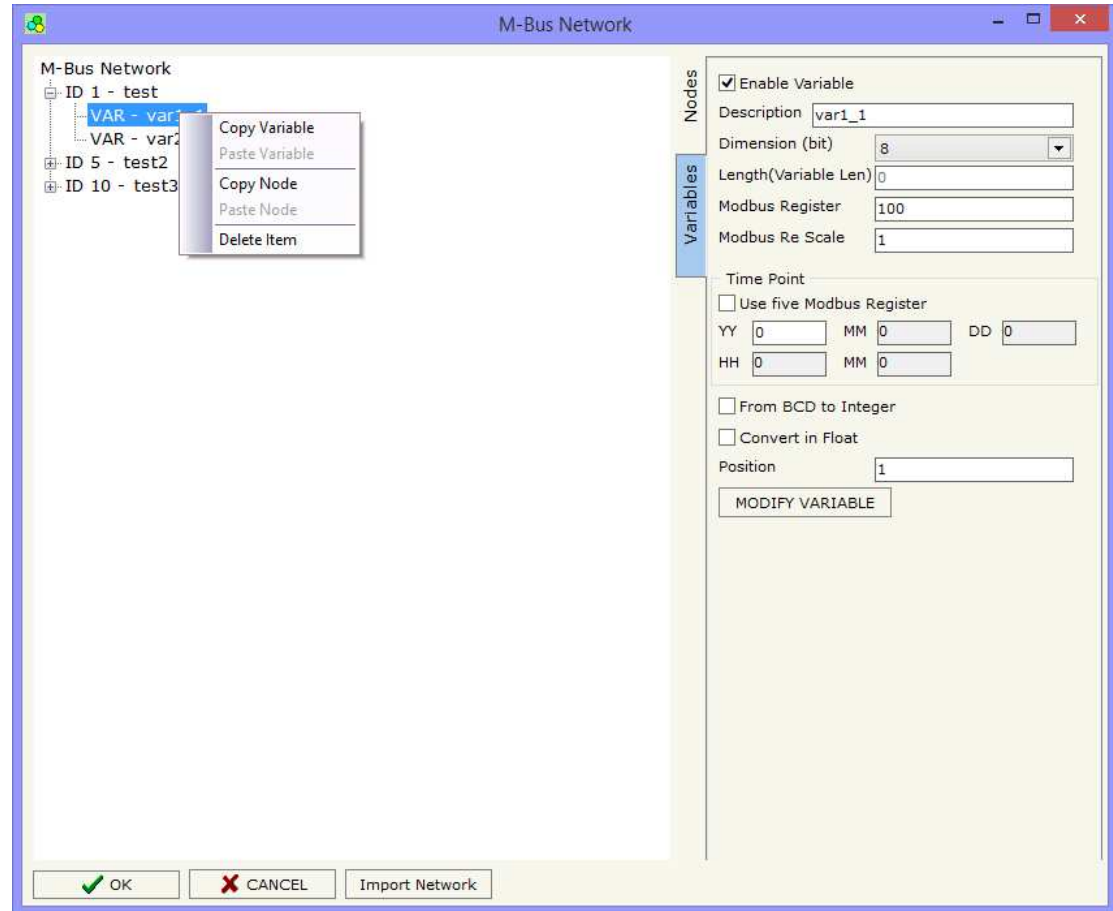 M-Bus Network
M-Bus Network
ID 1 - test
VAR - var1_1
VAR - var2
ID 5 - test2
ID 10 - test3
Copy Variable
Paste Variable
Copy Node
Paste Node
Delete Item
Nodes
Variables
Enable Variable
Description var1_1
Dimension (bit) 8
Length(Variable Len) 0
Modbus Register 100
Modbus Re Scale 1
Time Point
Use five Modbus Register
YY 0 MM 0 DD 0
HH 0 MM 0
From BCD to Integer
Convert in Float
Position 1
MODIFY VARIABLE
OK CANCEL Import Network